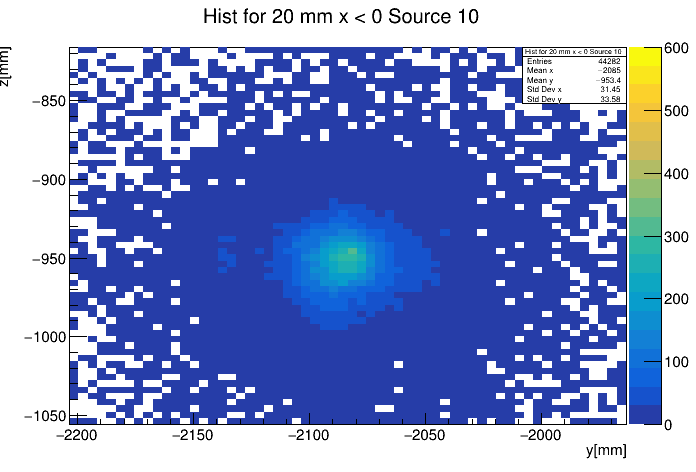 Hist for 20 mm x < 0 Source 10
z[mm]
Hist for 20 mm x < 0 Source 10
Entries 44282
Mean x −2085
Mean y −953.4
Std Dev x 31.45
Std Dev y 33.58
−850
−900
−950
−1000
−1050
−2200 −2150 −2100 −2050 −2000
y[mm]
600
500
400
300
200
100
0